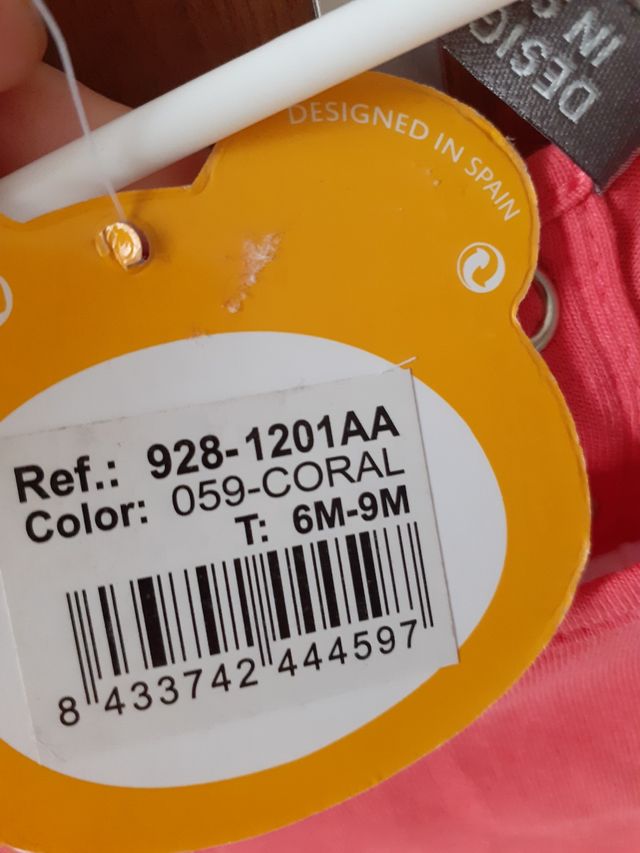 DESIGNED IN SPAIN
Ref.: 928-1201AA
Color: 059-CORAL
T: 6M-9M
8 433742 444597